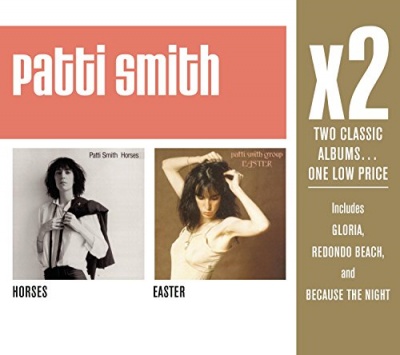 patti smith
Patti Smith Horses
patti smith group
EASTER
HORSES
EASTER
x2
TWO CLASSIC
ALBUMS...
ONE LOW PRICE
Includes
GLORIA,
REDONDO BEACH,
and
BECAUSE THE NIGHT